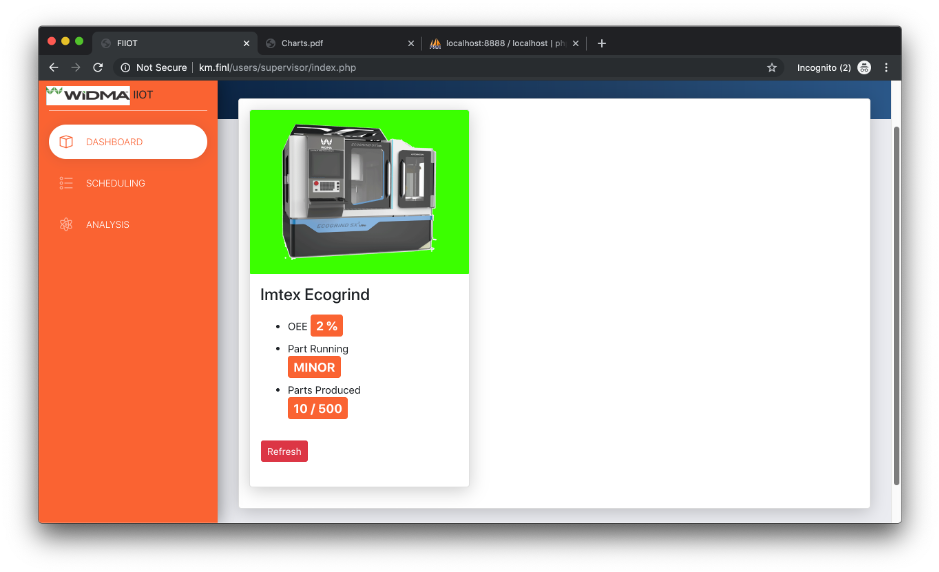 FIIOT
Charts.pdf
localhost:8888 / localhost | ph
Not Secure | km.finl/users/supervisor/index.php
Incognito (2)
WiDMA IIOT
DASHBOARD
SCHEDULING
ANALYSIS
W
Imtex Ecogrind
OEE 2 %
Part Running
MINOR
Parts Produced
10 / 500
Refresh